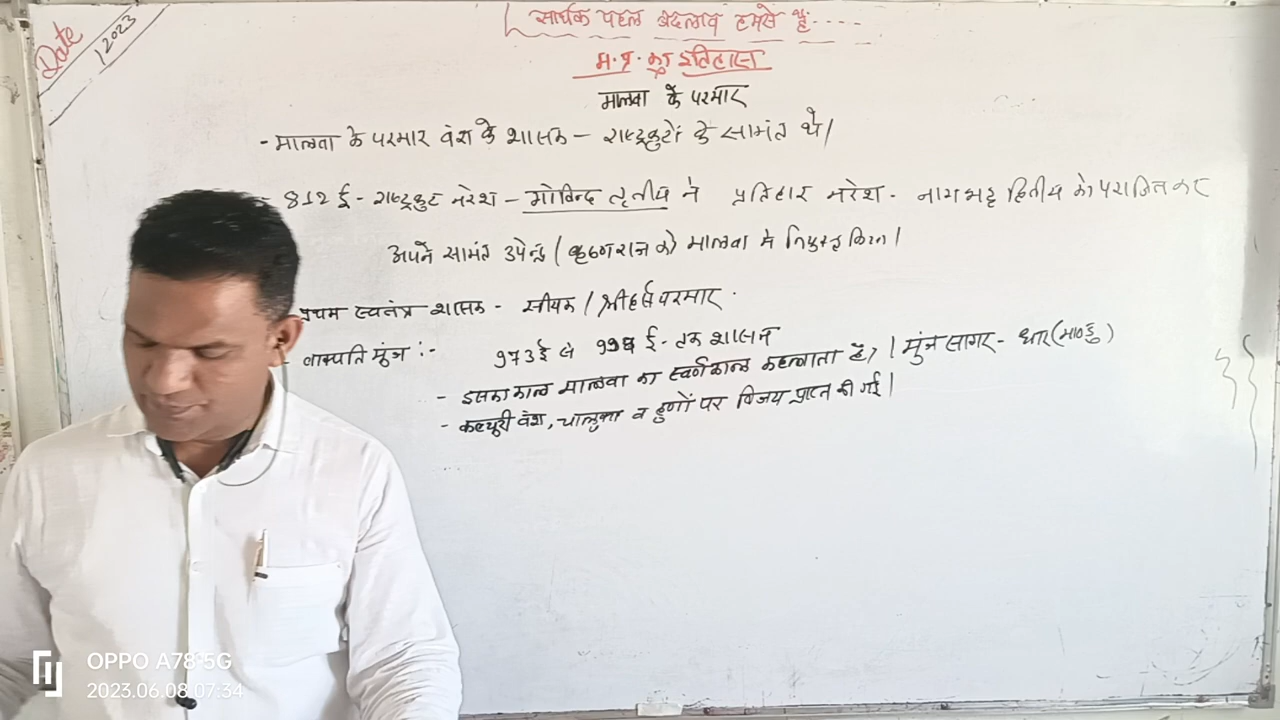 Date
/2023
सार्थक पहल बदलाव हमसे है....
म.प्र. का इतिहास
मालवा के परमार
- मालवा के परमार वंश के शासक - राष्ट्रकुटों के सामंत थे/
- 812 ई - राष्ट्रकुट नरेश - गोविन्द तृतीय ने प्रतिहार नरेश - नागभट्ट द्वितीय को पराजित कर
अपने सामंत उपेन्द्र/कृष्णराज को मालवा मे नियुक्त किया/
प्रथम स्वतंत्र शासक - सीयक/श्रीहर्ष परमार.
- वाक्पति मुंज :- 973 ई से ई - तक शासन
- इसका काल मालवा का स्वर्णकाल कहलाता है, / मुंज सागर - धार (माण्डु)
- कल्चुरी वंश, चालुक्य व हुणों पर विजय प्राप्त की गई/
OPPO A78 5G
2023.06.08 07:34